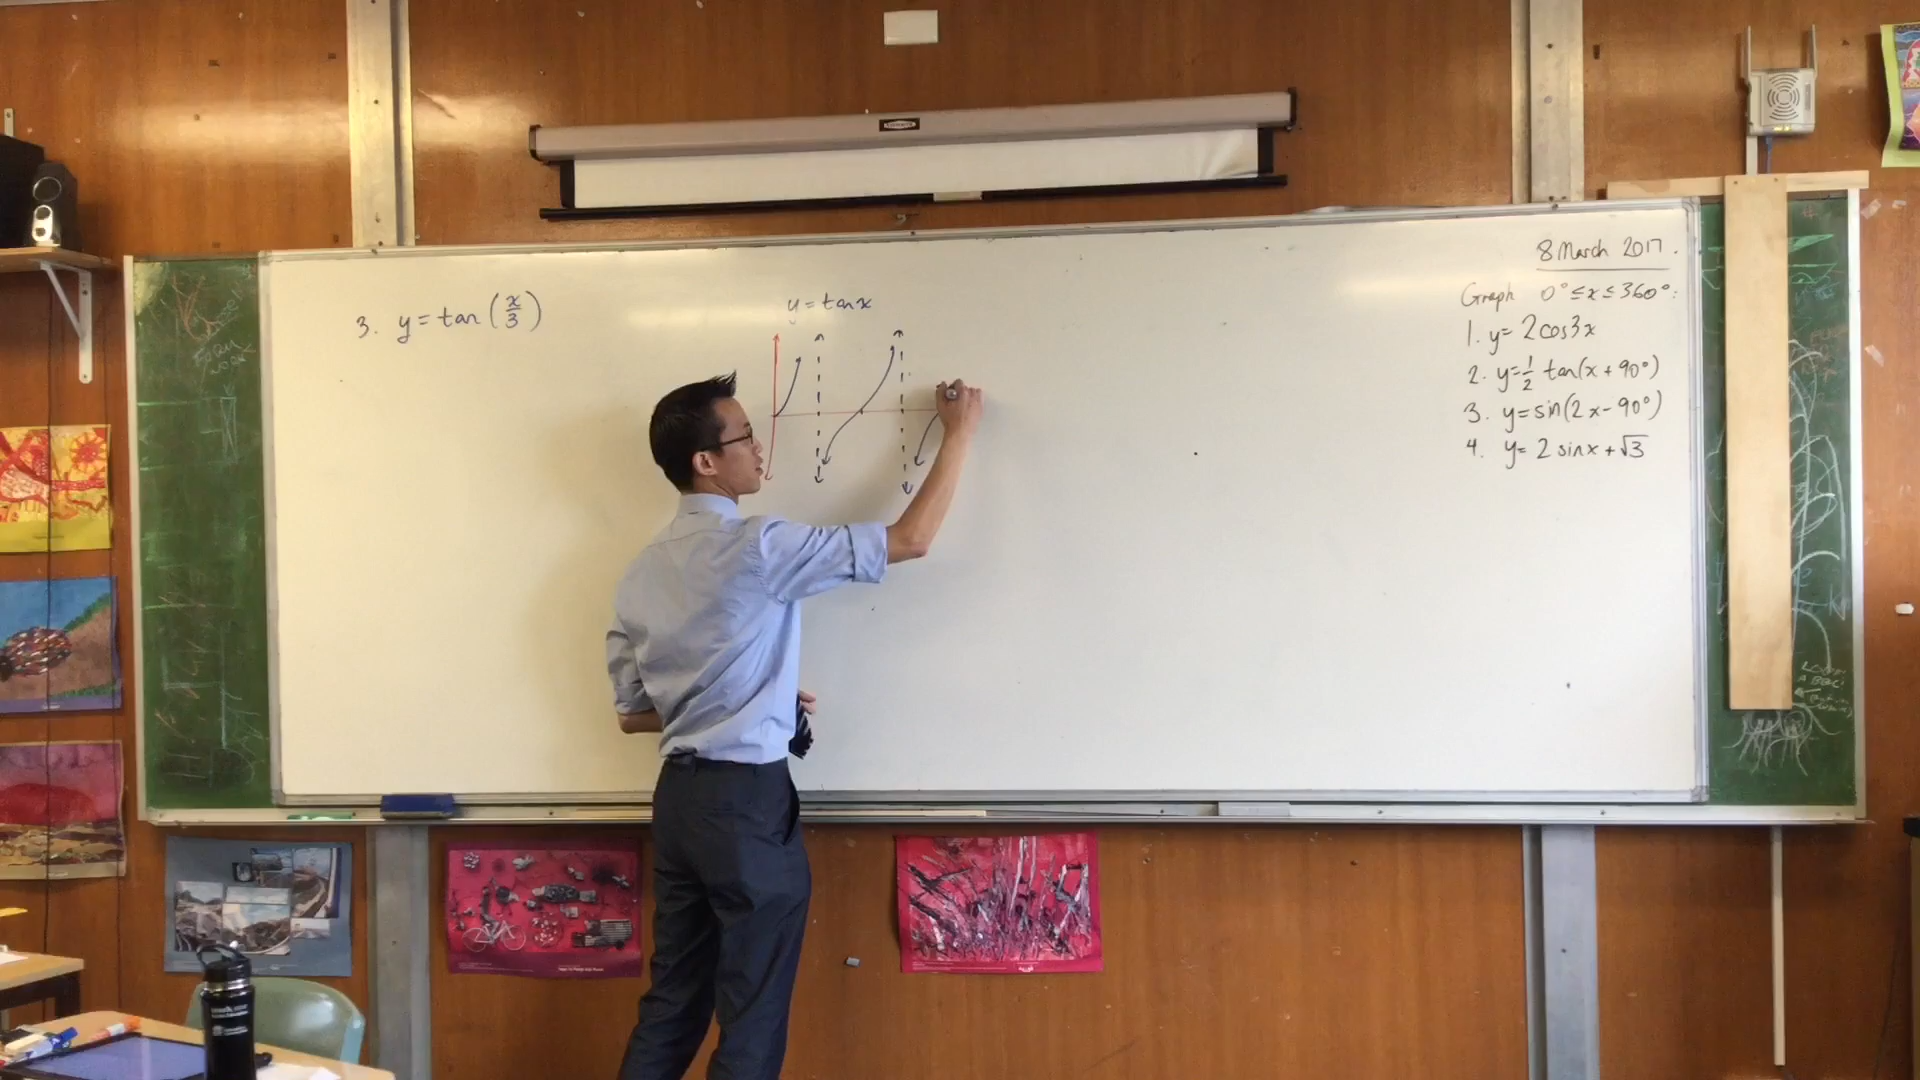 3. y = tan (x/3)
y = tan x
8 March 2017.
Graph 0° ≤ x ≤ 360°:
1. y = 2cos3x
2. y = 1/2 tan(x + 90°)
3. y = sin(2x - 90°)
4. y = 2 sin x + √3